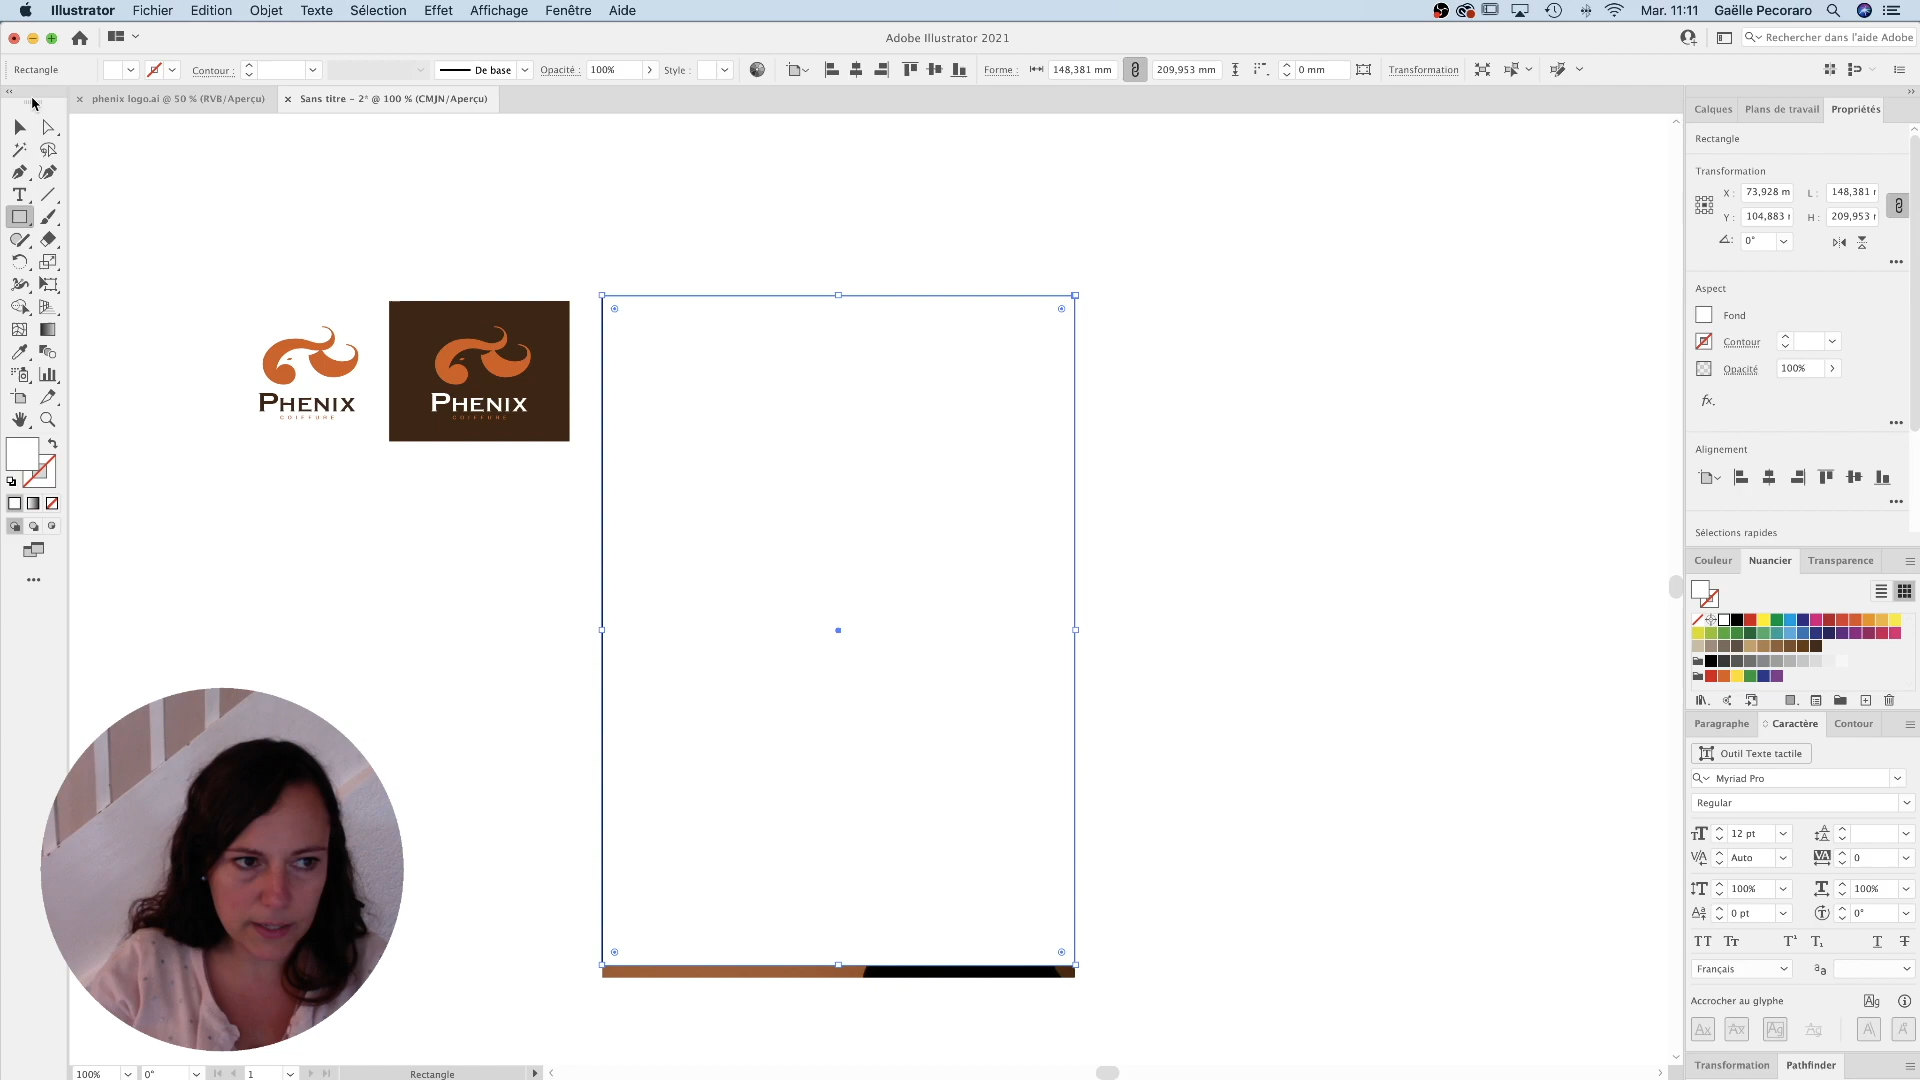 Illustrator Fichier Edition Objet Texte Sélection Effet Affichage Fenêtre Aide Mar. 11:11 Gaëlle Pecoraro
Adobe Illustrator 2021 Rechercher dans l'aide Adobe
Rectangle Contour : De base Opacité : 100% Style : Forme : 148,381 mm 209,953 mm 0 mm Transformation
phenix logo.ai @ 50 % (RVB/Aperçu) Sans titre - 2* @ 100 % (CMJN/Aperçu)
Calques Plans de travail Propriétés
Rectangle
Transformation
X : 73,928 m L : 148,381
Y : 104,883 H : 209,953
0°
Aspect
Fond
Contour
Opacité 100%
fx.
Alignement
Sélections rapides
Couleur Nuancier Transparence
PHENIX
COIFFURE
PHENIX
COIFFURE
Paragraphe Caractère Contour
Outil Texte tactile
Myriad Pro
Regular
12 pt
Auto 0
100% 100%
0 pt 0°
Français
Accrocher au glyphe
Transformation Pathfinder
100% 0° 1 Rectangle